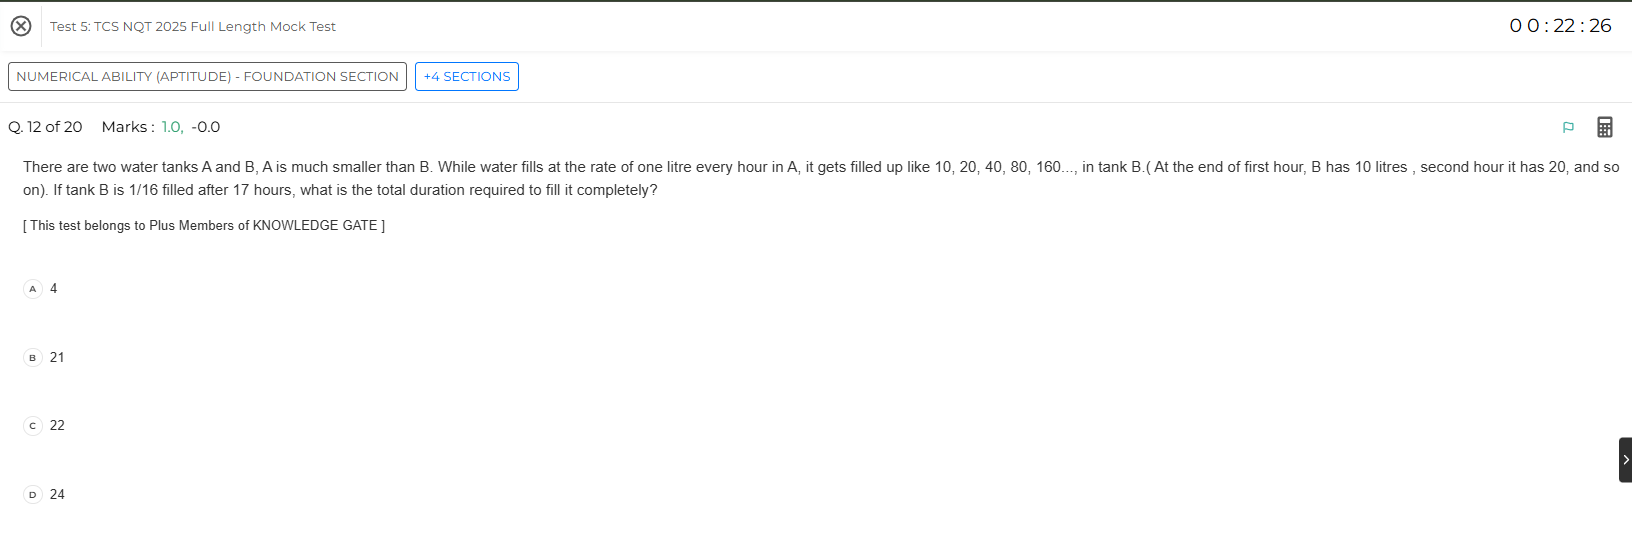 Test 5: TCS NQT 2025 Full Length Mock Test
0 0 : 22 : 26
NUMERICAL ABILITY (APTITUDE) - FOUNDATION SECTION
+4 SECTIONS
Q. 12 of 20 Marks : 1.0, -0.0
There are two water tanks A and B, A is much smaller than B. While water fills at the rate of one litre every hour in A, it gets filled up like 10, 20, 40, 80, 160..., in tank B.( At the end of first hour, B has 10 litres , second hour it has 20, and so
on). If tank B is 1/16 filled after 17 hours, what is the total duration required to fill it completely?
[ This test belongs to Plus Members of KNOWLEDGE GATE ]
A 4
B 21
C 22
D 24